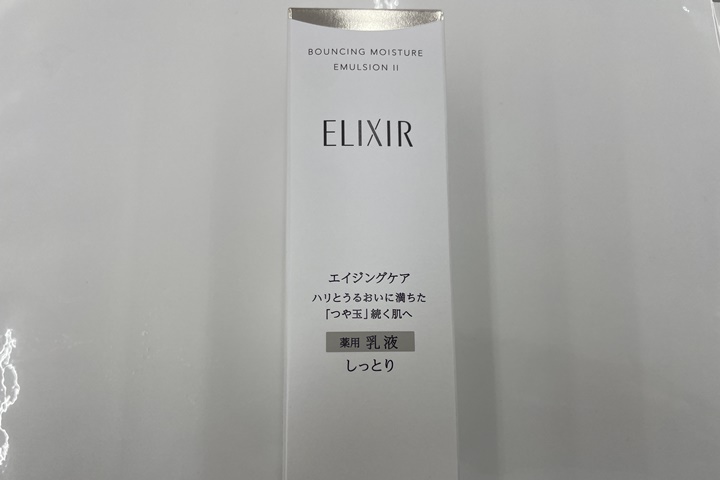 BOUNCING MOISTURE
EMULSION II
ELIXIR
エイジングケア
ハリとうるおいに満ちた
「つや玉」続く肌へ
薬用 乳液
しっとり